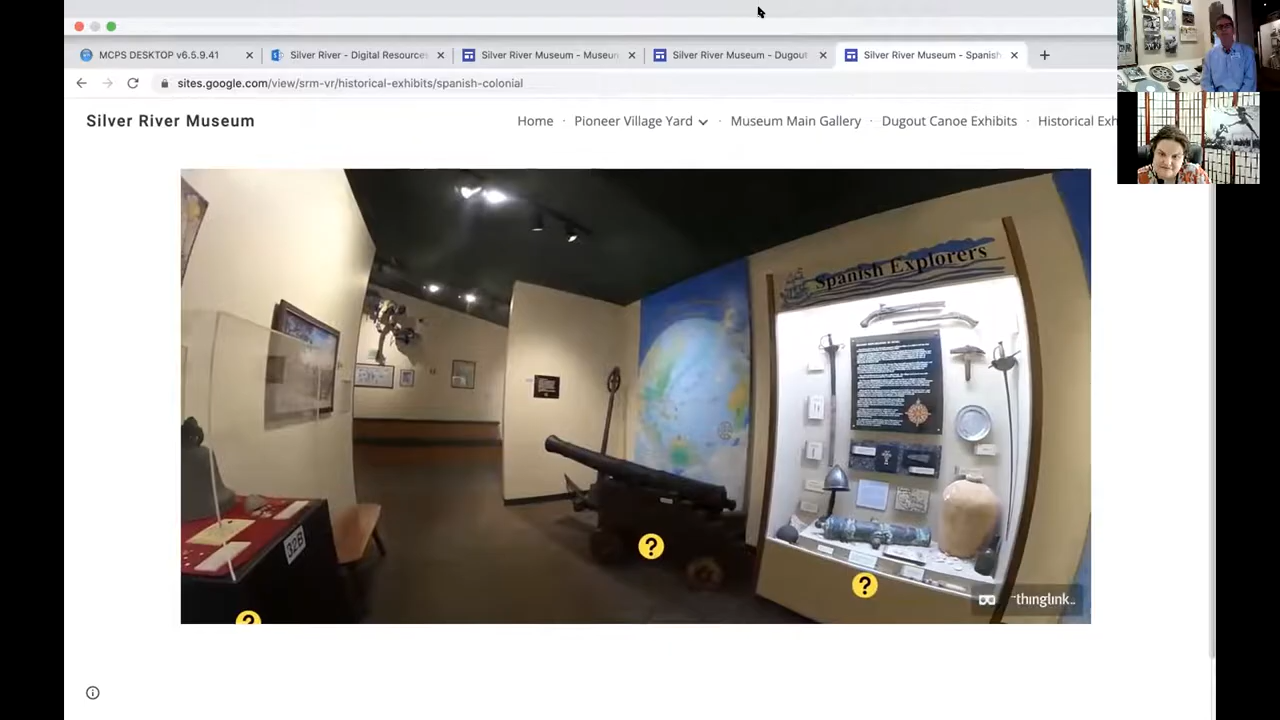 MCPS DESKTOP v6.5.9.41
Silver River - Digital Resources
Silver River Museum - Museum
Silver River Museum - Dugout
Silver River Museum - Spanish
sites.google.com/view/srm-vr/historical-exhibits/spanish-colonial
Silver River Museum
Home · Pioneer Village Yard · Museum Main Gallery · Dugout Canoe Exhibits · Historical Exh
Spanish Explorers
?
?
?
32B
thinglink..